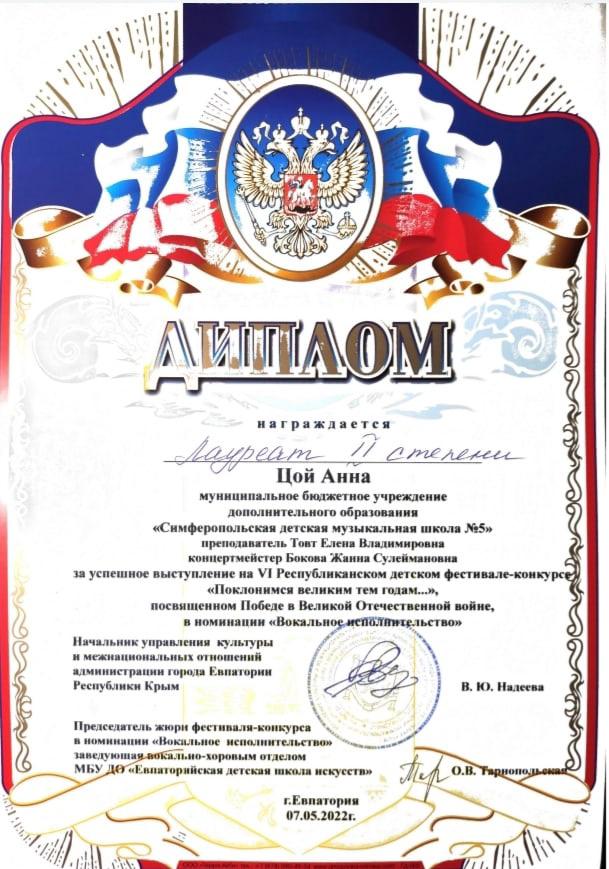 ДИПЛОМ
награждается
Лауреат II степени
Цой Анна
муниципальное бюджетное учреждение
дополнительного образования
«Симферопольская детская музыкальная школа №5»
преподаватель Товт Елена Владимировна
концертмейстер Бокова Жанна Сулеймановна
за успешное выступление на VI Республиканском детском фестивале-конкурсе
«Поклонимся великим тем годам...»,
посвященном Победе в Великой Отечественной войне,
в номинации «Вокальное исполнительство»
Начальник управления культуры
и межнациональных отношений
администрации города Евпатории
Республики Крым
В. Ю. Надеева
Председатель жюри фестиваля-конкурса
в номинации «Вокальное исполнительство»
заведующая вокально-хоровым отделом
МБУ ДО «Евпаторийская детская школа искусств»
О.В. Тарнопольская
г.Евпатория
07.05.2022г.